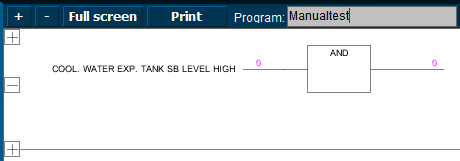 + - Full screen Print Program: Manualtest
+
AND
COOL. WATER EXP. TANK SB LEVEL HIGH 0 0
-
+